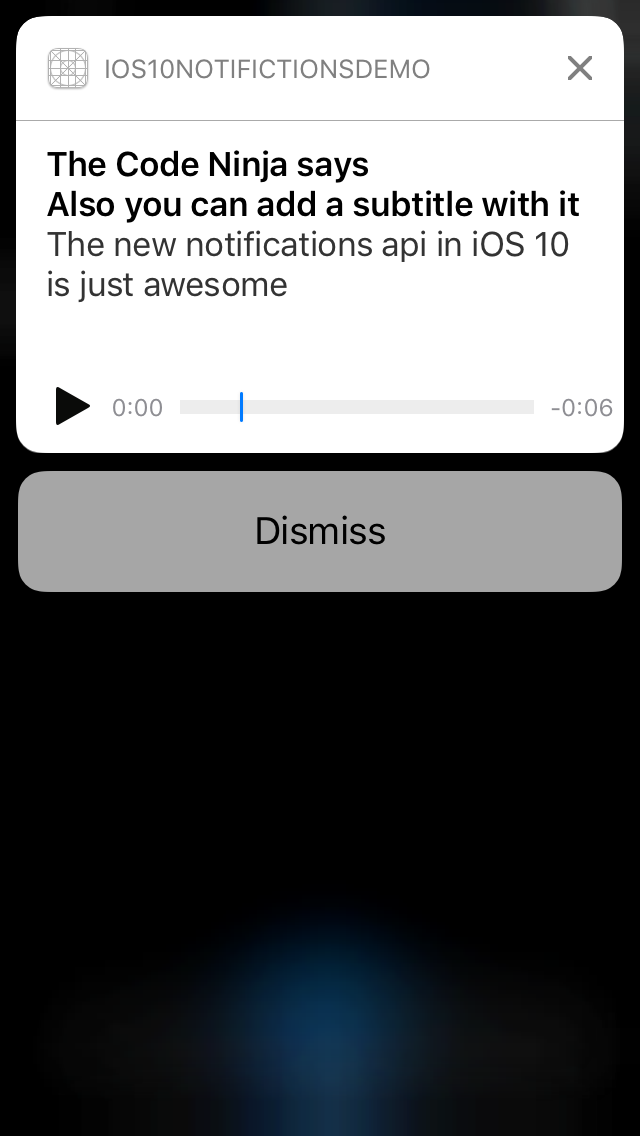 IOS10NOTIFICTIONSDEMO
The Code Ninja says
Also you can add a subtitle with it
The new notifications api in iOS 10
is just awesome
0:00 -0:06
Dismiss